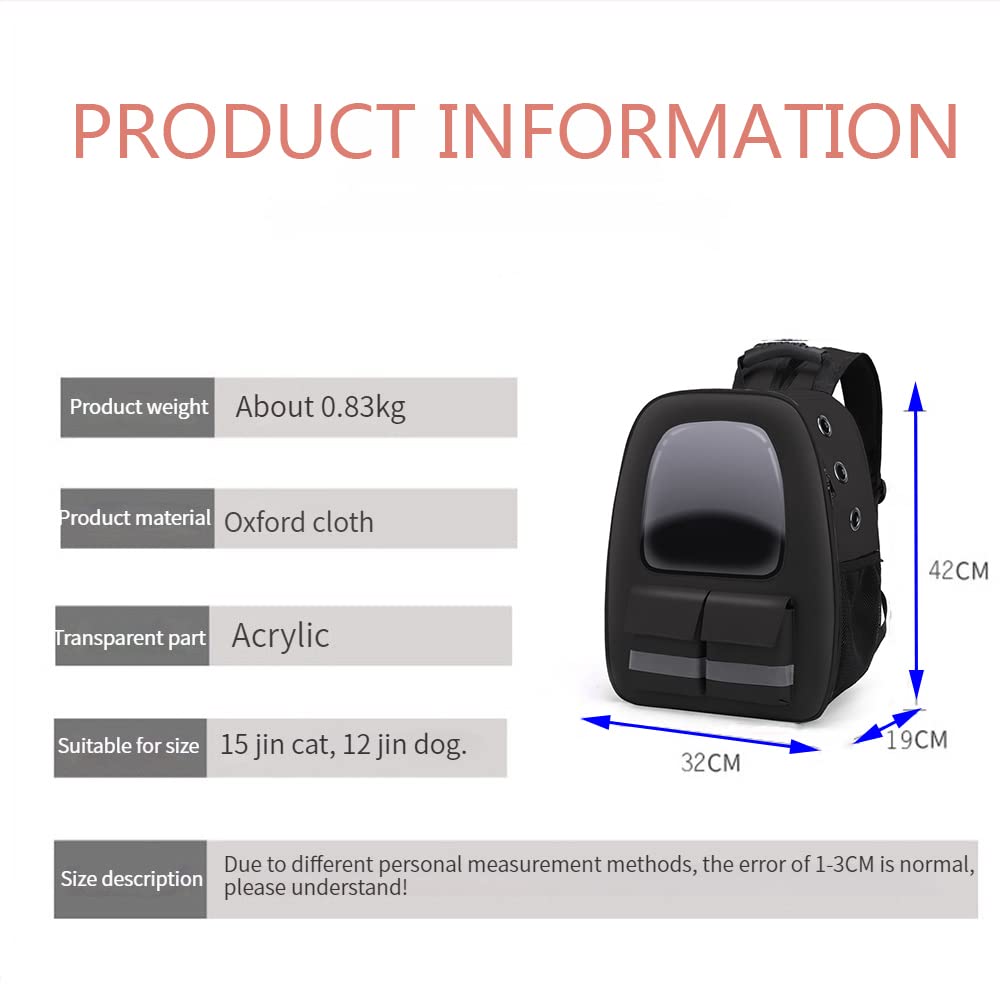 PRODUCT INFORMATION
Product weight
About 0.83kg
Product material
Oxford cloth
Transparent part
Acrylic
Suitable for size
15 jin cat, 12 jin dog.
Size description
Due to different personal measurement methods, the error of 1-3CM is normal,
please understand!
42CM
19CM
32CM